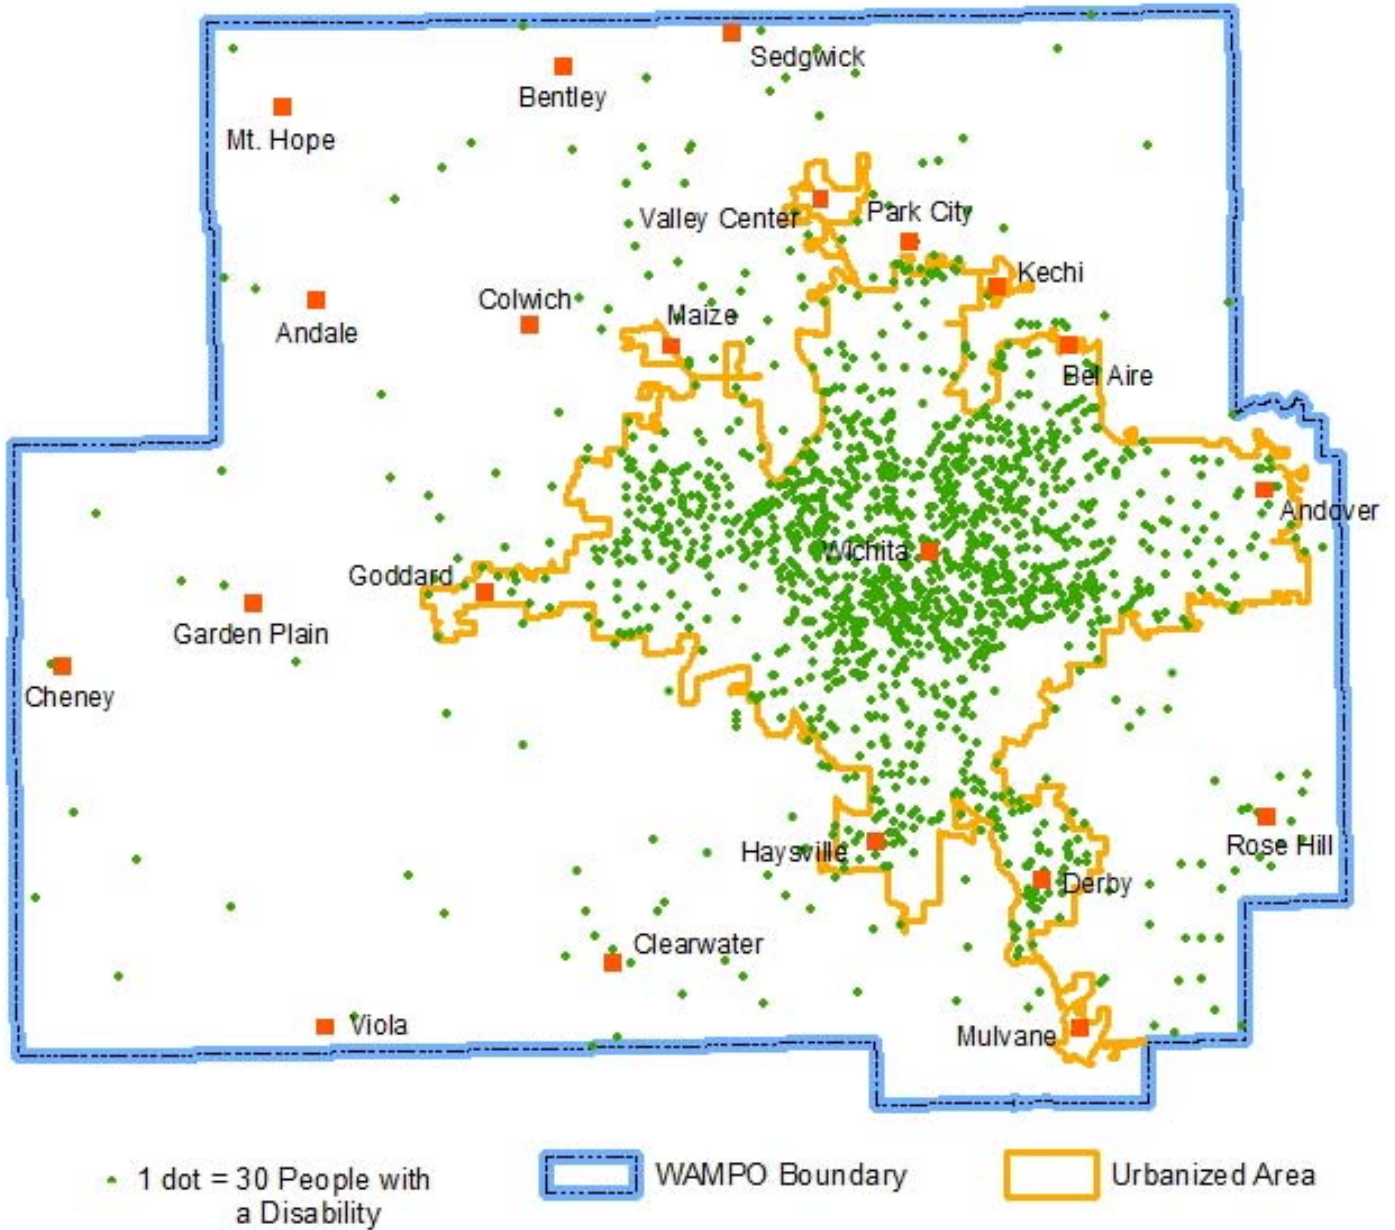 Sedgwick
Bentley
Mt. Hope
Valley Center
Park City
Kechi
Colwich
Maize
Andale
Bel Aire
Andover
Wichita
Goddard
Garden Plain
Cheney
Rose Hill
Haysville
Derby
Clearwater
Viola
Mulvane
1 dot = 30 People with
a Disability
WAMPO Boundary
Urbanized Area